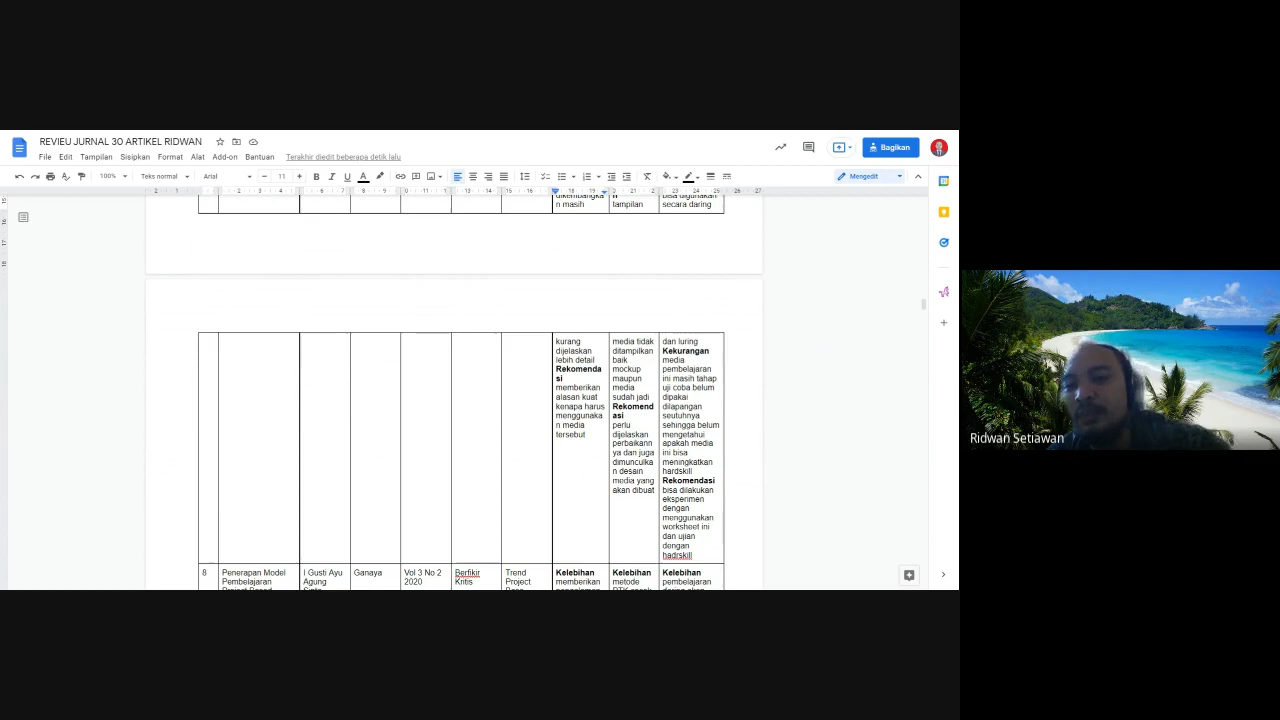 REVIEU JURNAL 30 ARTIKEL RIDWAN
File Edit Tampilan Sisipkan Format Alat Add-on Bantuan Terakhir diedit beberapa detik lalu
Bagikan
100% Teks normal Arial 11 Mengedit
n masih
n
tampilan
bisa digunakan
secara daring
kurang
dijelaskan
lebih detail
Rekomenda
si
memberikan
alasan kuat
kenapa harus
menggunaka
n media
tersebut
media tidak
ditampilkan
baik
mockup
maupun
media
sudah jadi
Rekomend
asi
perlu
dijelaskan
perbaikann
ya dan juga
dimunculka
n desain
media yang
akan dibuat
dan luring
Kekurangan
media
pembelajaran
ini masih tahap
uji coba belum
dipakai
dilapangan
seutuhnya
sehingga belum
mengetahui
apakah media
ini bisa
meningkatkan
hardskill
Rekomendasi
bisa dilakukan
eksperimen
dengan
menggunakan
worksheet ini
dan ujian
dengan
hadrskill
8
Penerapan Model
Pembelajaran
I Gusti Ayu
Agung
Ganaya
Vol 3 No 2
2020
Berfikir
Kritis
Trend
Project
Kelebihan
memberikan
Kelebihan
metode
Kelebihan
pembelajaran
Ridwan Setiawan